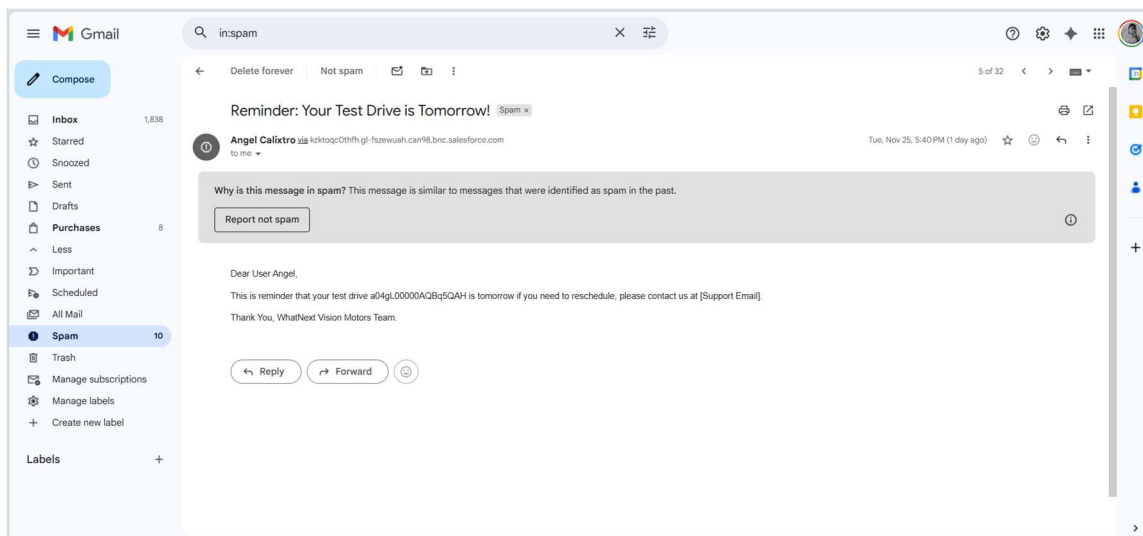 Gmail
in:spam
Compose
Delete forever
Not spam
5 of 32
Inbox 1,838
Starred
Snoozed
Sent
Drafts
Purchases 8
Less
Important
Scheduled
All Mail
Spam 10
Trash
Manage subscriptions
Manage labels
Create new label
Labels
Reminder: Your Test Drive is Tomorrow! Spam x
Angel Calixtro via kzktoqc0thfh.gl-fszewuah.can98.bnc.salesforce.com
Tue, Nov 25, 5:40 PM (1 day ago)
to me
Why is this message in spam? This message is similar to messages that were identified as spam in the past.
Report not spam
Dear User Angel,
This is reminder that your test drive a04gL00000AQBq5QAH is tomorrow if you need to reschedule, please contact us at [Support Email].
Thank You, WhatNext Vision Motors Team.
Reply
Forward
31